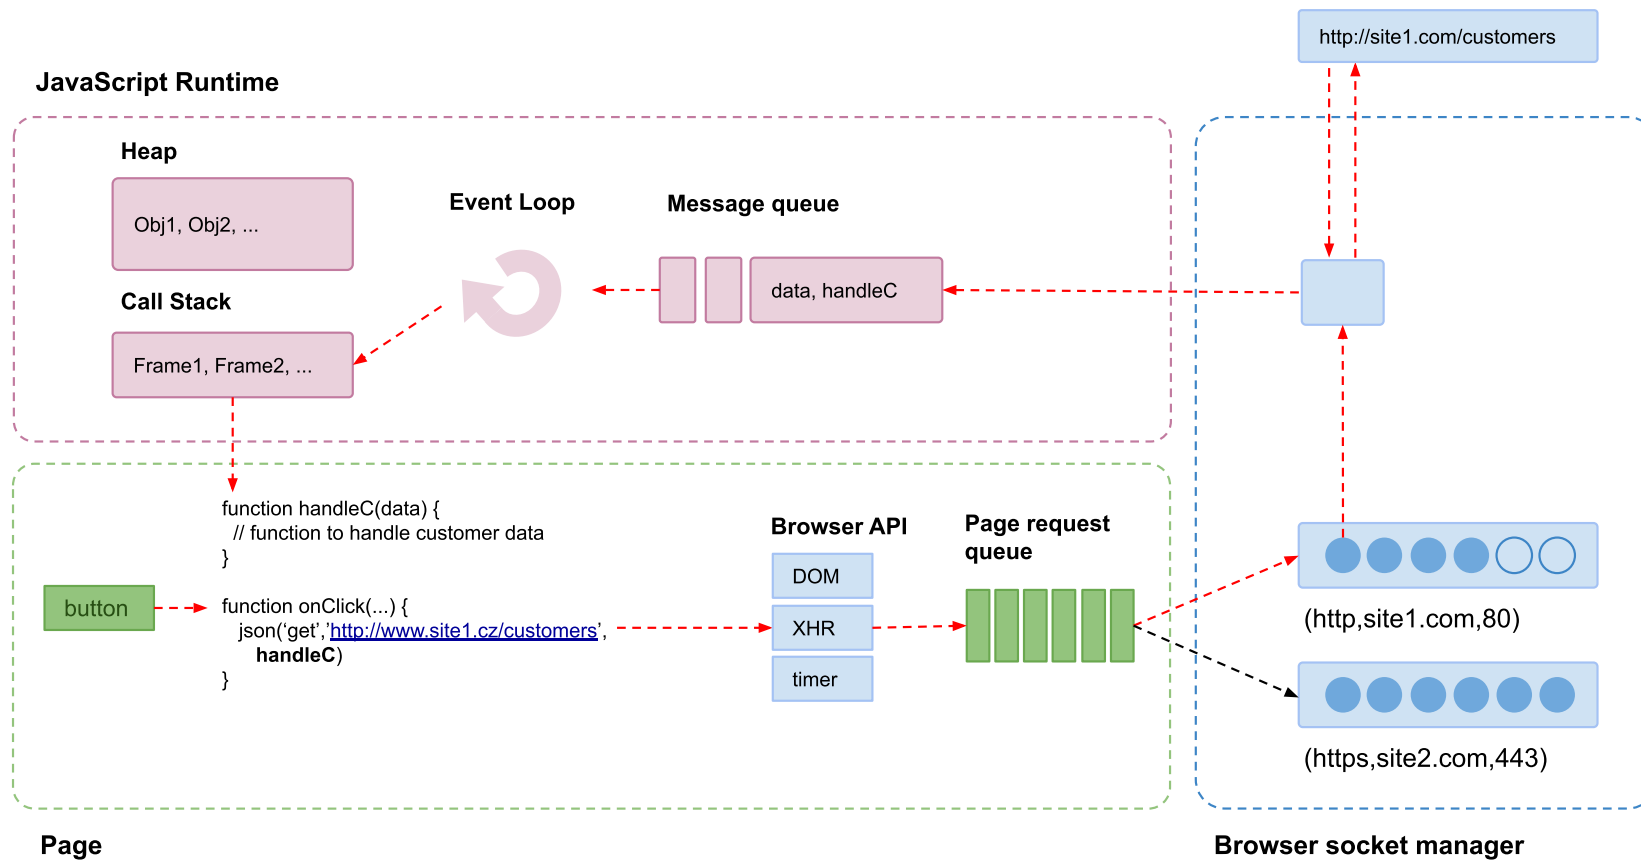 http://site1.com/customers
JavaScript Runtime
Heap
Obj1, Obj2, ...
Event Loop
Message queue
data, handleC
Call Stack
Frame1, Frame2, ...
function handleC(data) {
// function to handle customer data
}
button
function onClick(...) {
json(‘get’,’http://www.site1.cz/customers’,
handleC)
}
Browser API
DOM
XHR
timer
Page request
queue
(http,site1.com,80)
(https,site2.com,443)
Page
Browser socket manager